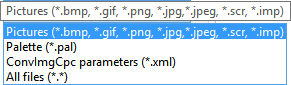 Pictures (*.bmp, *.gif, *.png, *.jpg,*.jpeg, *.scr, *.imp)
Pictures (*.bmp, *.gif, *.png, *.jpg,*.jpeg, *.scr, *.imp)
Palette (*.pal)
ConvImgCpc parameters (*.xml)
All files (*.*)